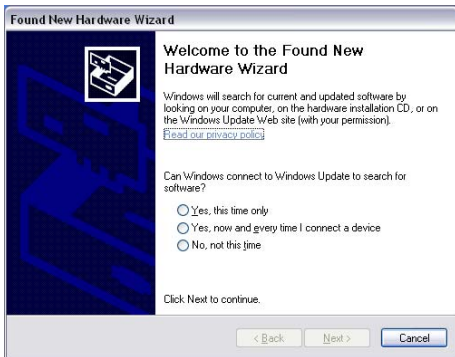 Found New Hardware Wizard
Welcome to the Found New
Hardware Wizard
Windows will search for current and updated software by
looking on your computer, on the hardware installation CD, or on
the Windows Update Web site (with your permission).
Read our privacy policy
Can Windows connect to Windows Update to search for
software?
Yes, this time only
Yes, now and every time I connect a device
No, not this time
Click Next to continue.
< Back Next > Cancel